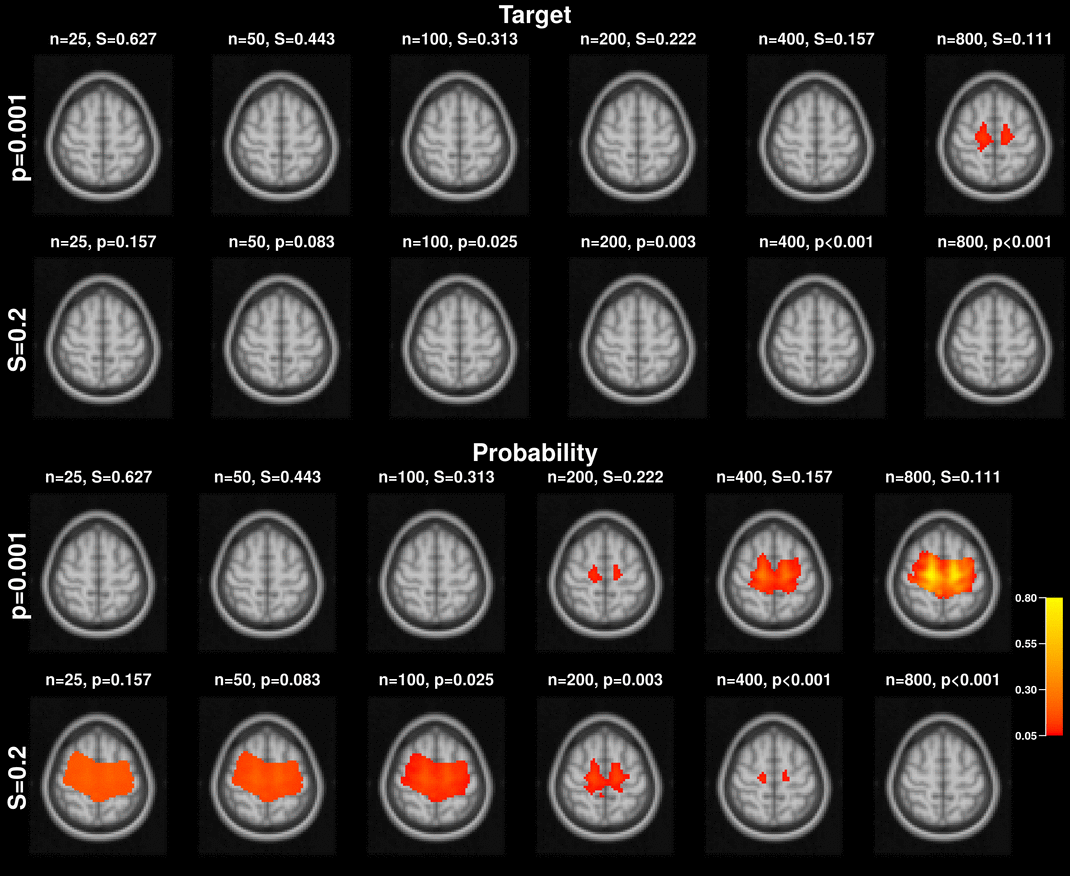 Target
n=25, S=0.627 n=50, S=0.443 n=100, S=0.313 n=200, S=0.222 n=400, S=0.157 n=800, S=0.111
p=0.001
n=25, p=0.157 n=50, p=0.083 n=100, p=0.025 n=200, p=0.003 n=400, p<0.001 n=800, p<0.001
S=0.2
Probability
n=25, S=0.627 n=50, S=0.443 n=100, S=0.313 n=200, S=0.222 n=400, S=0.157 n=800, S=0.111
p=0.001
n=25, p=0.157 n=50, p=0.083 n=100, p=0.025 n=200, p=0.003 n=400, p<0.001 n=800, p<0.001
S=0.2
0.80
0.55
0.30
0.05